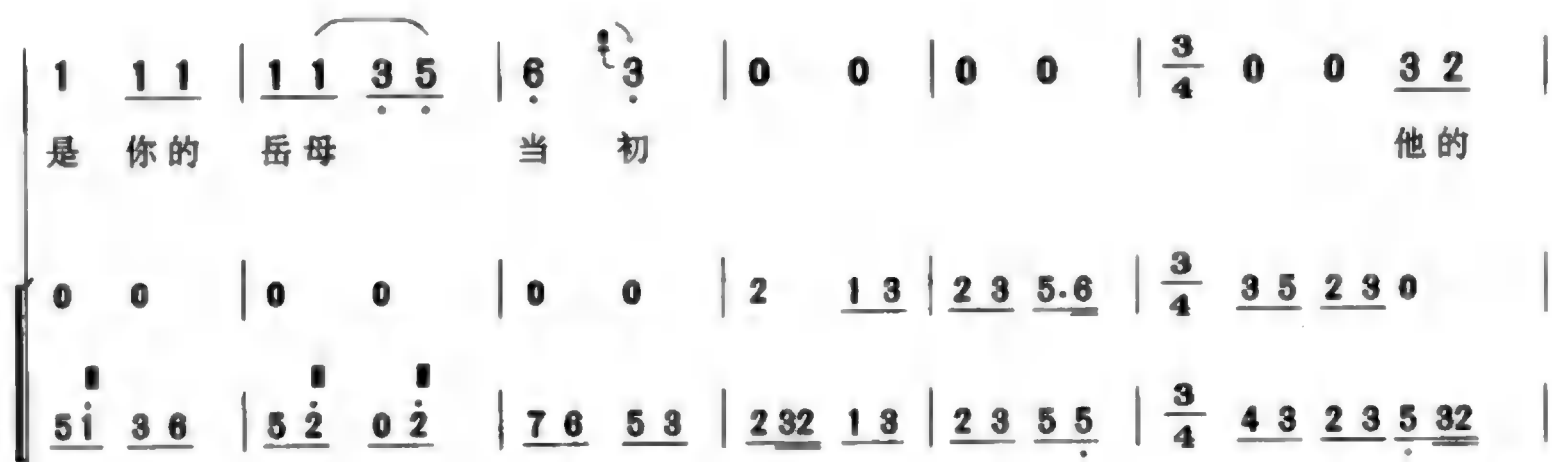 1 1 1 | 1 1 3 5 | 6 3 | 0 0 | 0 0 | 3/4 0 0 3 2 |
是 你的 岳母 当 初 他的
0 0 | 0 0 | 0 0 | 2 1 3 | 2 3 5.6 | 3/4 3 5 2 3 0 |
5 1 3 6 | 5 2 0 2 | 7 6 5 3 | 2 32 1 3 | 2 3 5 5 | 3/4 4 3 2 3 5 32 |